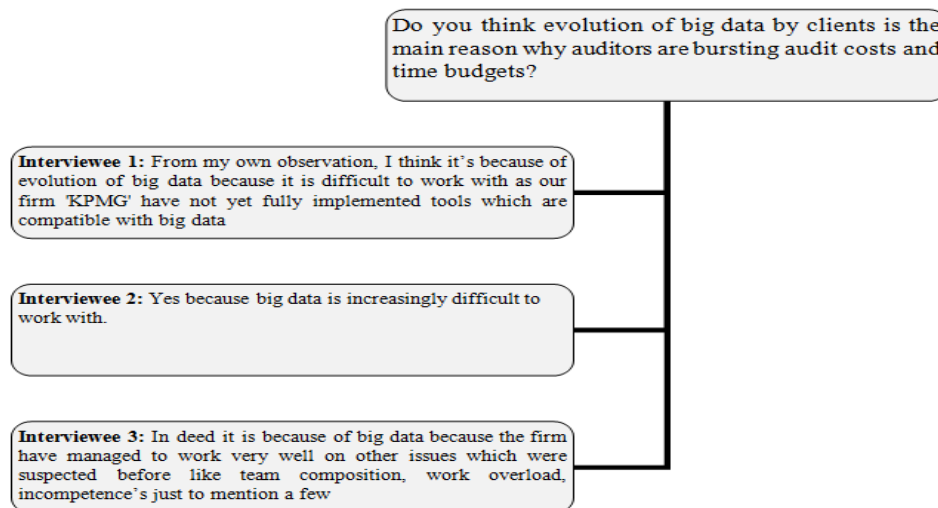 Do you think evolution of big data by clients is the
main reason why auditors are bursting audit costs and
time budgets?
Interviewee 1: From my own observation, I think it's because of
evolution of big data because it is difficult to work with as our
firm 'KPMG' have not yet fully implemented tools which are
compatible with big data
Interviewee 2: Yes because big data is increasingly difficult to
work with.
Interviewee 3: In deed it is because of big data because the firm
have managed to work very well on other issues which were
suspected before like team composition, work overload,
incompetence's just to mention a few